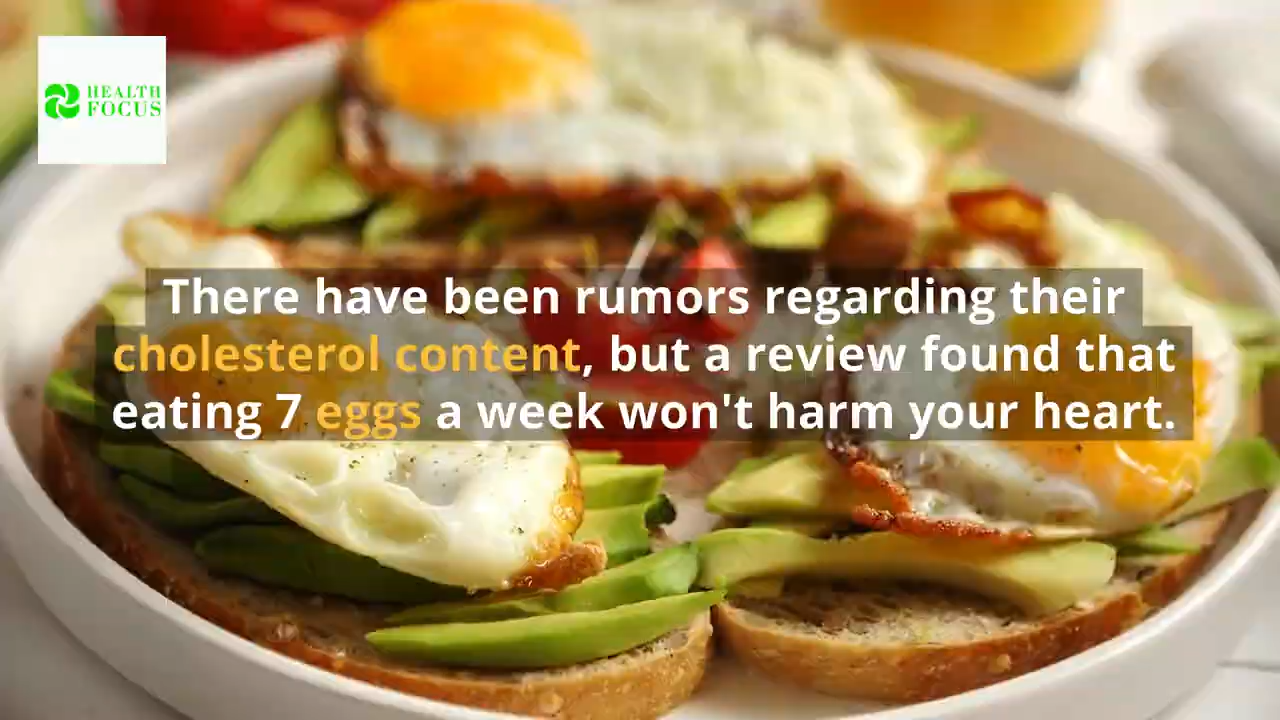 HEALTH
FOCUS
There have been rumors regarding their
cholesterol content, but a review found that
eating 7 eggs a week won't harm your heart.